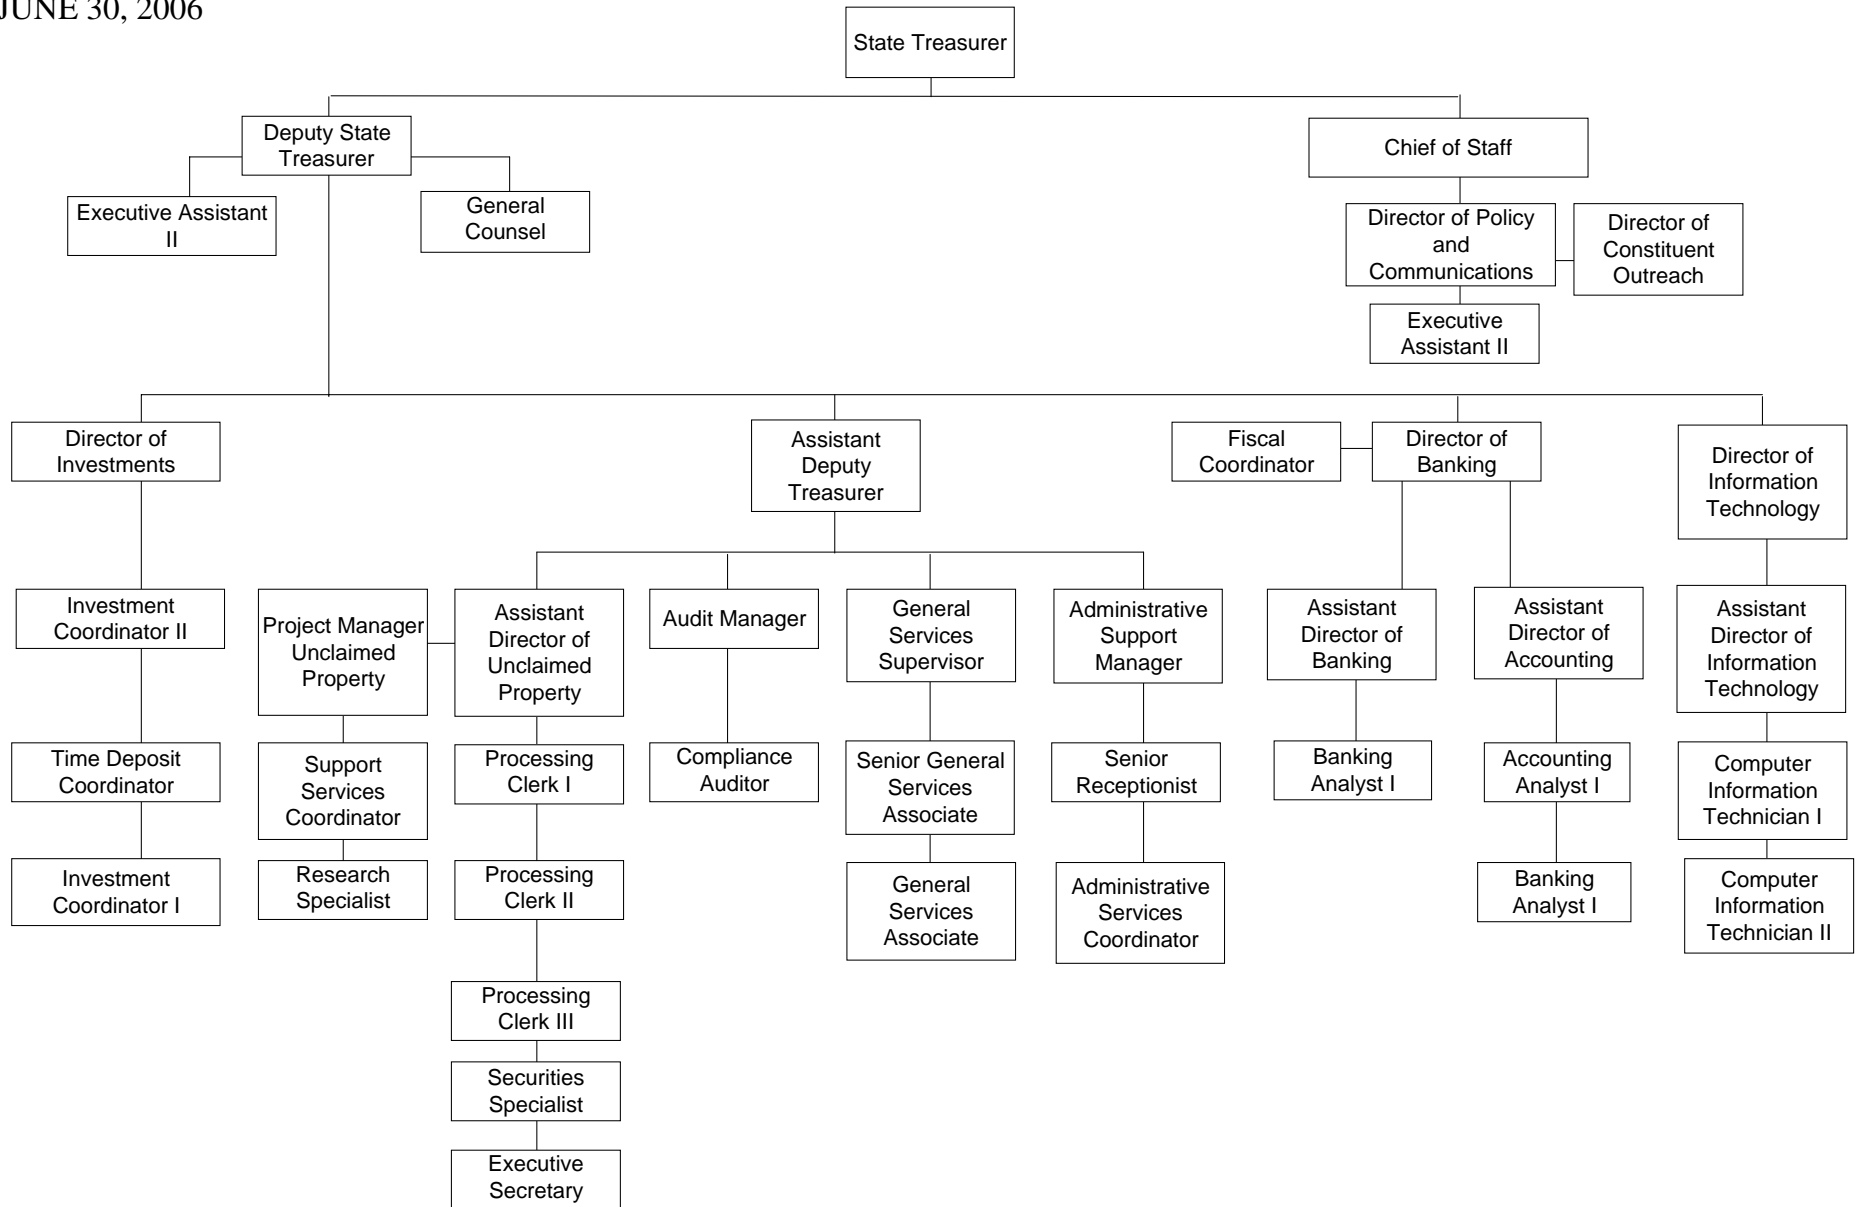 JUNE 30, 2006
State Treasurer
Deputy State
Treasurer
Chief of Staff
Executive Assistant
II
General
Counsel
Director of Policy
and
Communications
Director of
Constituent
Outreach
Executive
Assistant II
Director of
Investments
Assistant
Deputy
Treasurer
Fiscal
Coordinator
Director of
Banking
Director of
Information
Technology
Investment
Coordinator II
Project Manager
Unclaimed
Property
Assistant
Director of
Unclaimed
Property
Audit Manager
General
Services
Supervisor
Administrative
Support
Manager
Assistant
Director of
Banking
Assistant
Director of
Accounting
Assistant
Director of
Information
Technology
Time Deposit
Coordinator
Support
Services
Coordinator
Processing
Clerk I
Compliance
Auditor
Senior General
Services
Associate
Senior
Receptionist
Banking
Analyst I
Accounting
Analyst I
Computer
Information
Technician I
Investment
Coordinator I
Research
Specialist
Processing
Clerk II
General
Services
Associate
Administrative
Services
Coordinator
Banking
Analyst I
Computer
Information
Technician II
Processing
Clerk III
Securities
Specialist
Executive
Secretary